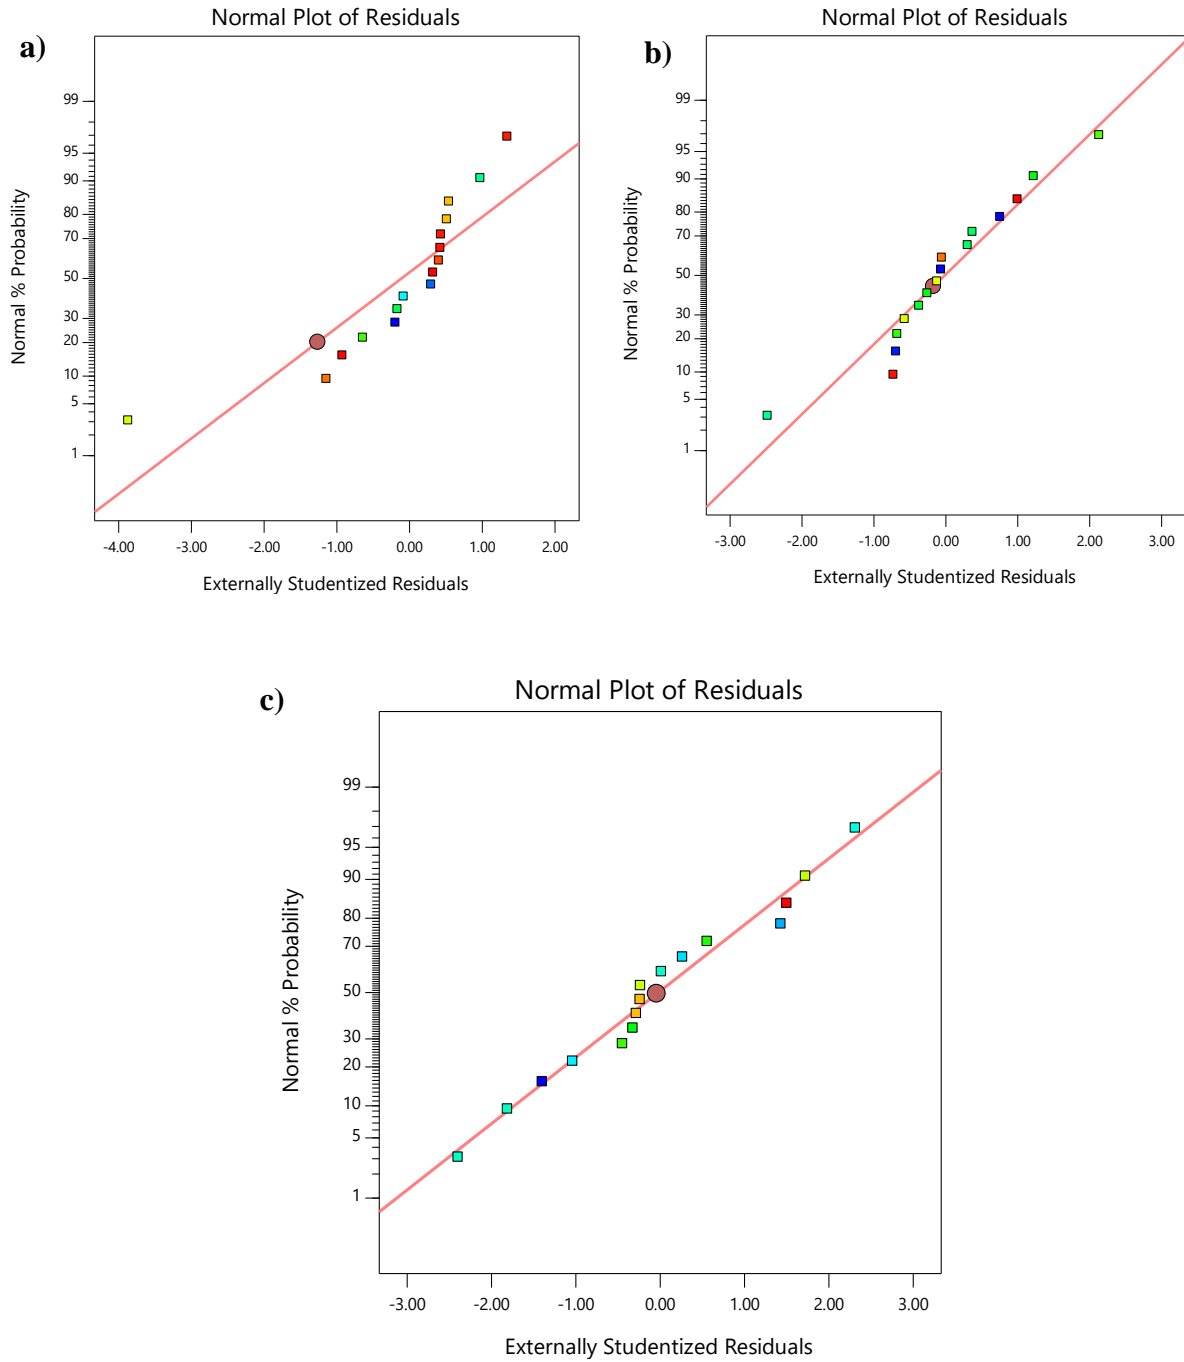 a)
Normal Plot of Residuals
Normal % Probability
99
95
90
80
70
50
30
20
10
5
1
-4.00 -3.00 -2.00 -1.00 0.00 1.00 2.00
Externally Studentized Residuals
b)
Normal Plot of Residuals
Normal % Probability
99
95
90
80
70
50
30
20
10
5
1
-3.00 -2.00 -1.00 0.00 1.00 2.00 3.00
Externally Studentized Residuals
c)
Normal Plot of Residuals
Normal % Probability
99
95
90
80
70
50
30
20
10
5
1
-3.00 -2.00 -1.00 0.00 1.00 2.00 3.00
Externally Studentized Residuals